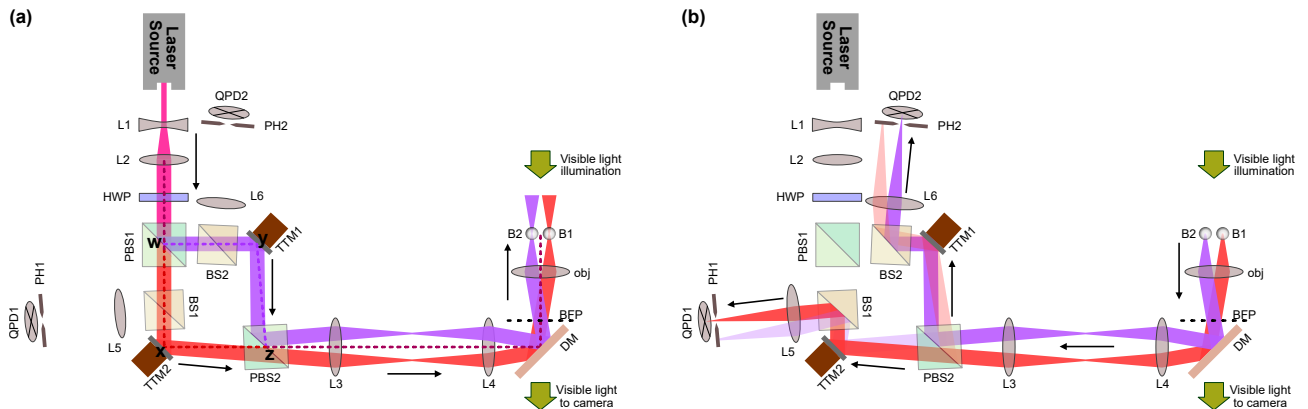 (a)
Laser
Source
QPD2
PH2
L1
L2
HWP
L6
PBS1
w
y
TTM1
BS2
Visible light
illumination
B2
B1
obj
BEP
DM
PH1
QPD1
L5
BS1
x
TTM2
z
PBS2
L3
L4
Visible light
to camera
(b)
Laser
Source
QPD2
PH2
L1
L2
HWP
L6
PBS1
BS2
TTM1
Visible light
illumination
B2
B1
obj
BEP
DM
PH1
QPD1
L5
BS1
TTM2
PBS2
L3
L4
Visible light
to camera